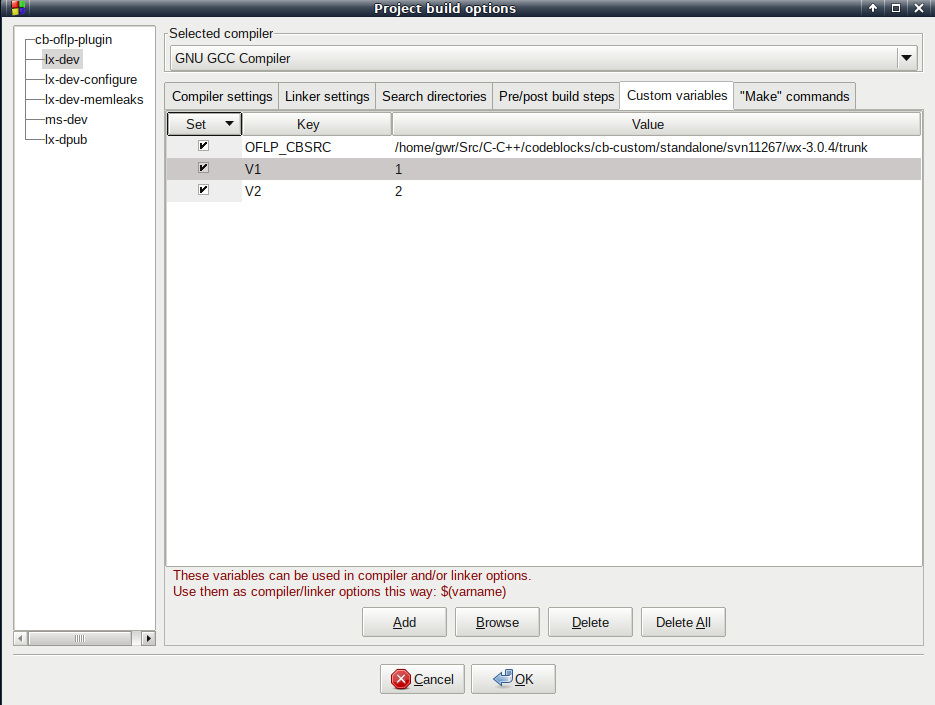 Project build options
cb-oflp-plugin
lx-dev
lx-dev-configure
lx-dev-memleaks
ms-dev
lx-dpub
Selected compiler
GNU GCC Compiler
Compiler settings Linker settings Search directories Pre/post build steps Custom variables "Make" commands
Set Key Value
OFLP_CBSRC /home/gwr/Src/C-C++/codeblocks/cb-custom/standalone/svn11267/wx-3.0.4/trunk
V1 1
V2 2
These variables can be used in compiler and/or linker options.
Use them as compiler/linker options this way: $(varname)
Add Browse Delete Delete All
Cancel OK